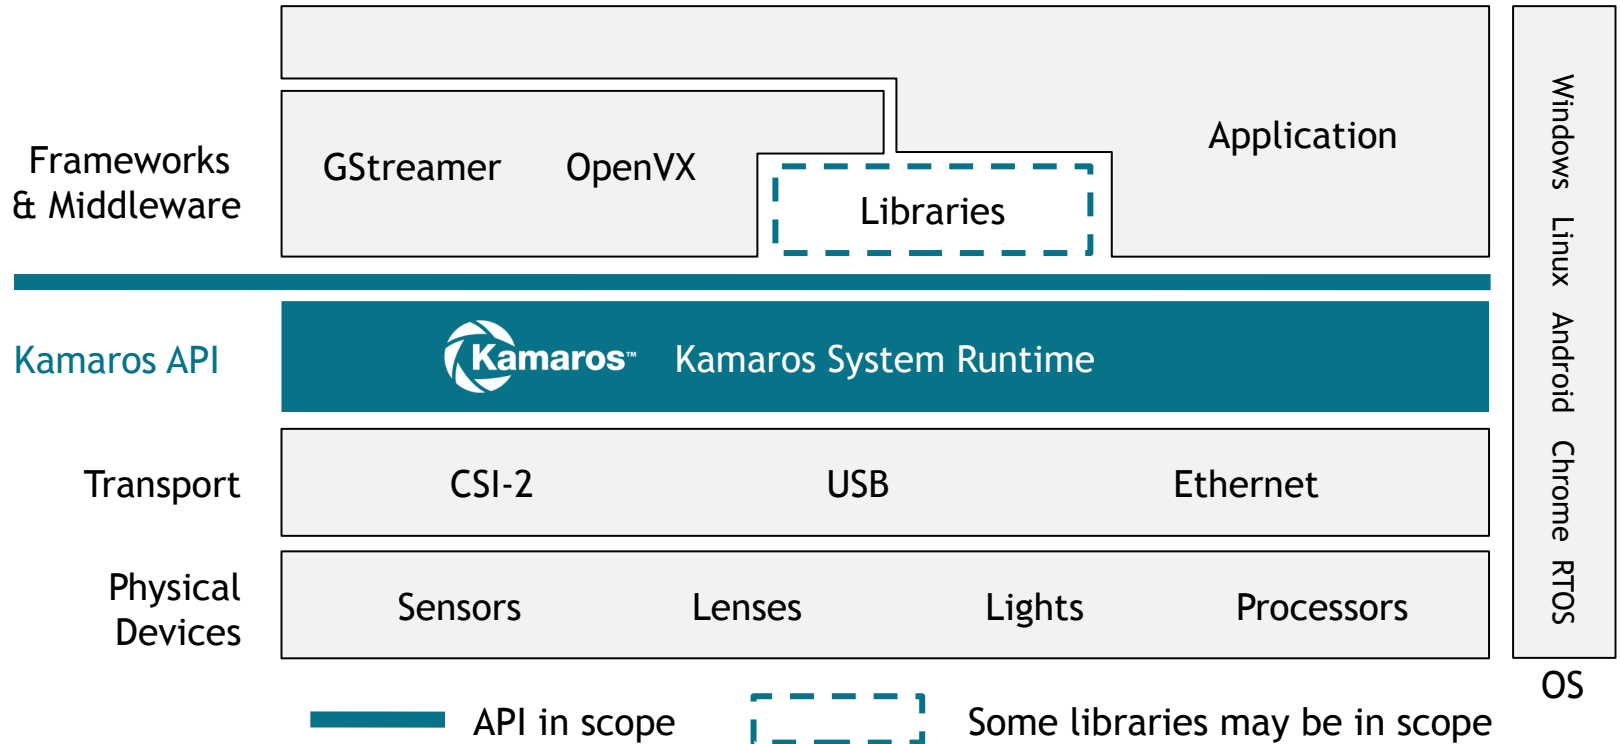 Frameworks
& Middleware
GStreamer OpenVX
Libraries
Application
Kamaros API
Kamaros™ Kamaros System Runtime
Transport
CSI-2 USB Ethernet
Physical
Devices
Sensors Lenses Lights Processors
Windows Linux Android Chrome RTOS
OS
API in scope
Some libraries may be in scope